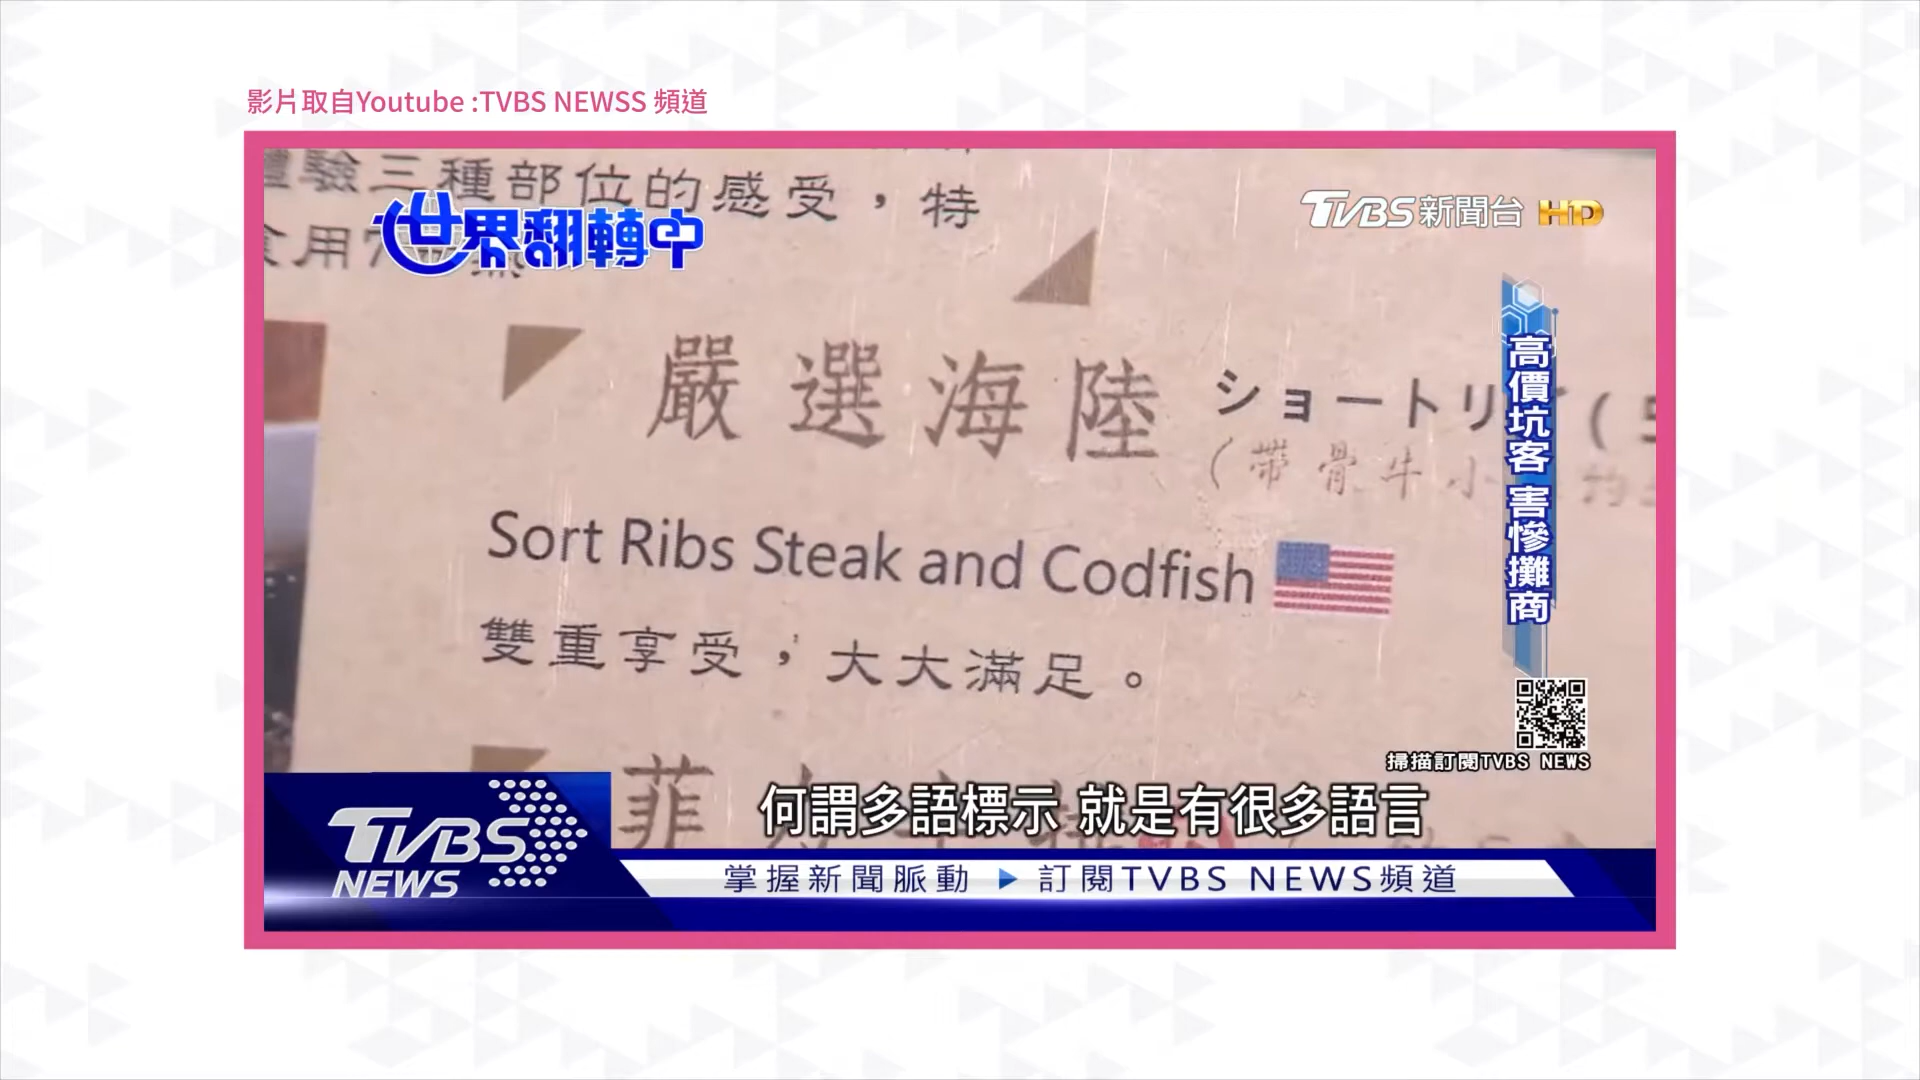 影片取自Youtube :TVBS NEWSS 頻道
體驗三種部位的感受，特
食用
世界翻轉中
TVBS新聞台 HD
嚴選海陸
ショートリ
（帶骨牛小
Sort Ribs Steak and Codfish
雙重享受，大大滿足。
高價坑客 害慘攤商
掃描訂閱TVBS NEWS
菲
何謂多語標示 就是有很多語言
TVBS NEWS
掌握新聞脈動 ▶ 訂閱TVBS NEWS頻道